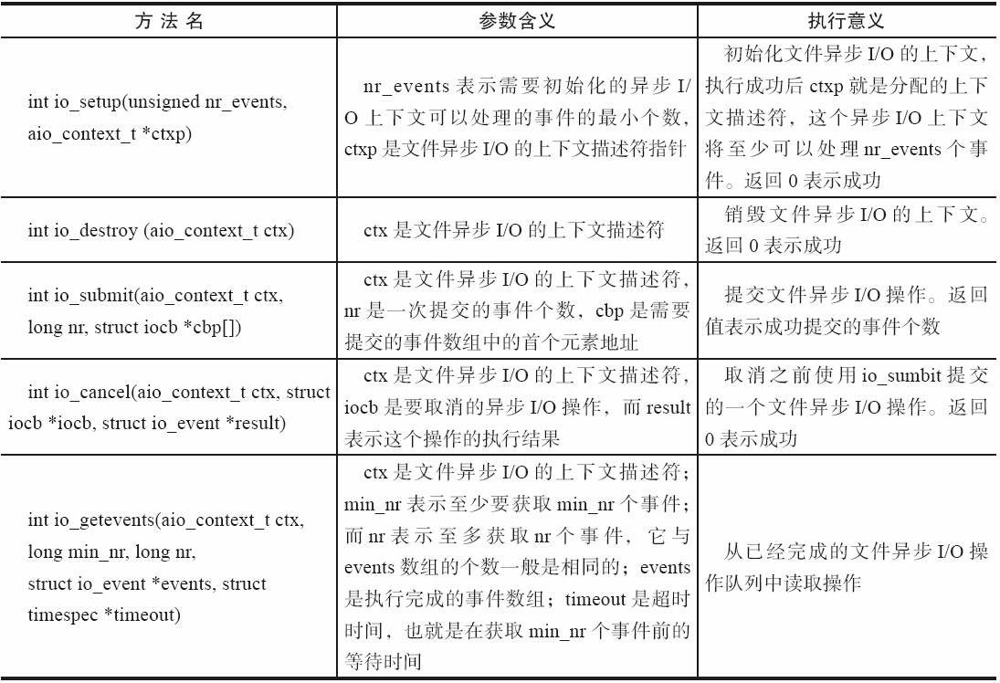 方 法 名
参数含义
执行意义
int io_setup(unsigned nr_events,
aio_context_t *ctxp)
nr_events 表示需要初始化的异步 I/
O 上下文可以处理的事件的最小个数，
ctxp 是文件异步 I/O 的上下文描述符指针
初始化文件异步 I/O 的上下文，
执行成功后 ctxp 就是分配的上下
文描述符，这个异步 I/O 上下文
将至少可以处理 nr_events 个事
件。返回 0 表示成功
int io_destroy (aio_context_t ctx)
ctx 是文件异步 I/O 的上下文描述符
销毁文件异步 I/O 的上下文。
返回 0 表示成功
int io_submit(aio_context_t ctx,
long nr, struct iocb *cbp[])
ctx 是文件异步 I/O 的上下文描述符，
nr 是一次提交的事件个数，cbp 是需要
提交的事件数组中的首个元素地址
提交文件异步 I/O 操作。返回
值表示成功提交的事件个数
int io_cancel(aio_context_t ctx, struct
iocb *iocb, struct io_event *result)
ctx 是文件异步 I/O 的上下文描述符，
iocb 是要取消的异步 I/O 操作，而 result
表示这个操作的执行结果
取消之前使用 io_sumbit 提交
的一个文件异步 I/O 操作。返回
0 表示成功
int io_getevents(aio_context_t ctx,
long min_nr, long nr,
struct io_event *events, struct
timespec *timeout)
ctx 是文件异步 I/O 的上下文描述符；
min_nr 表示至少要获取 min_nr 个事件；
而 nr 表示至多获取 nr 个事件，它与
events 数组的个数一般是相同的；events
是执行完成的事件数组；timeout 是超时
时间，也就是在获取 min_nr 个事件前的
等待时间
从已经完成的文件异步 I/O 操
作队列中读取操作